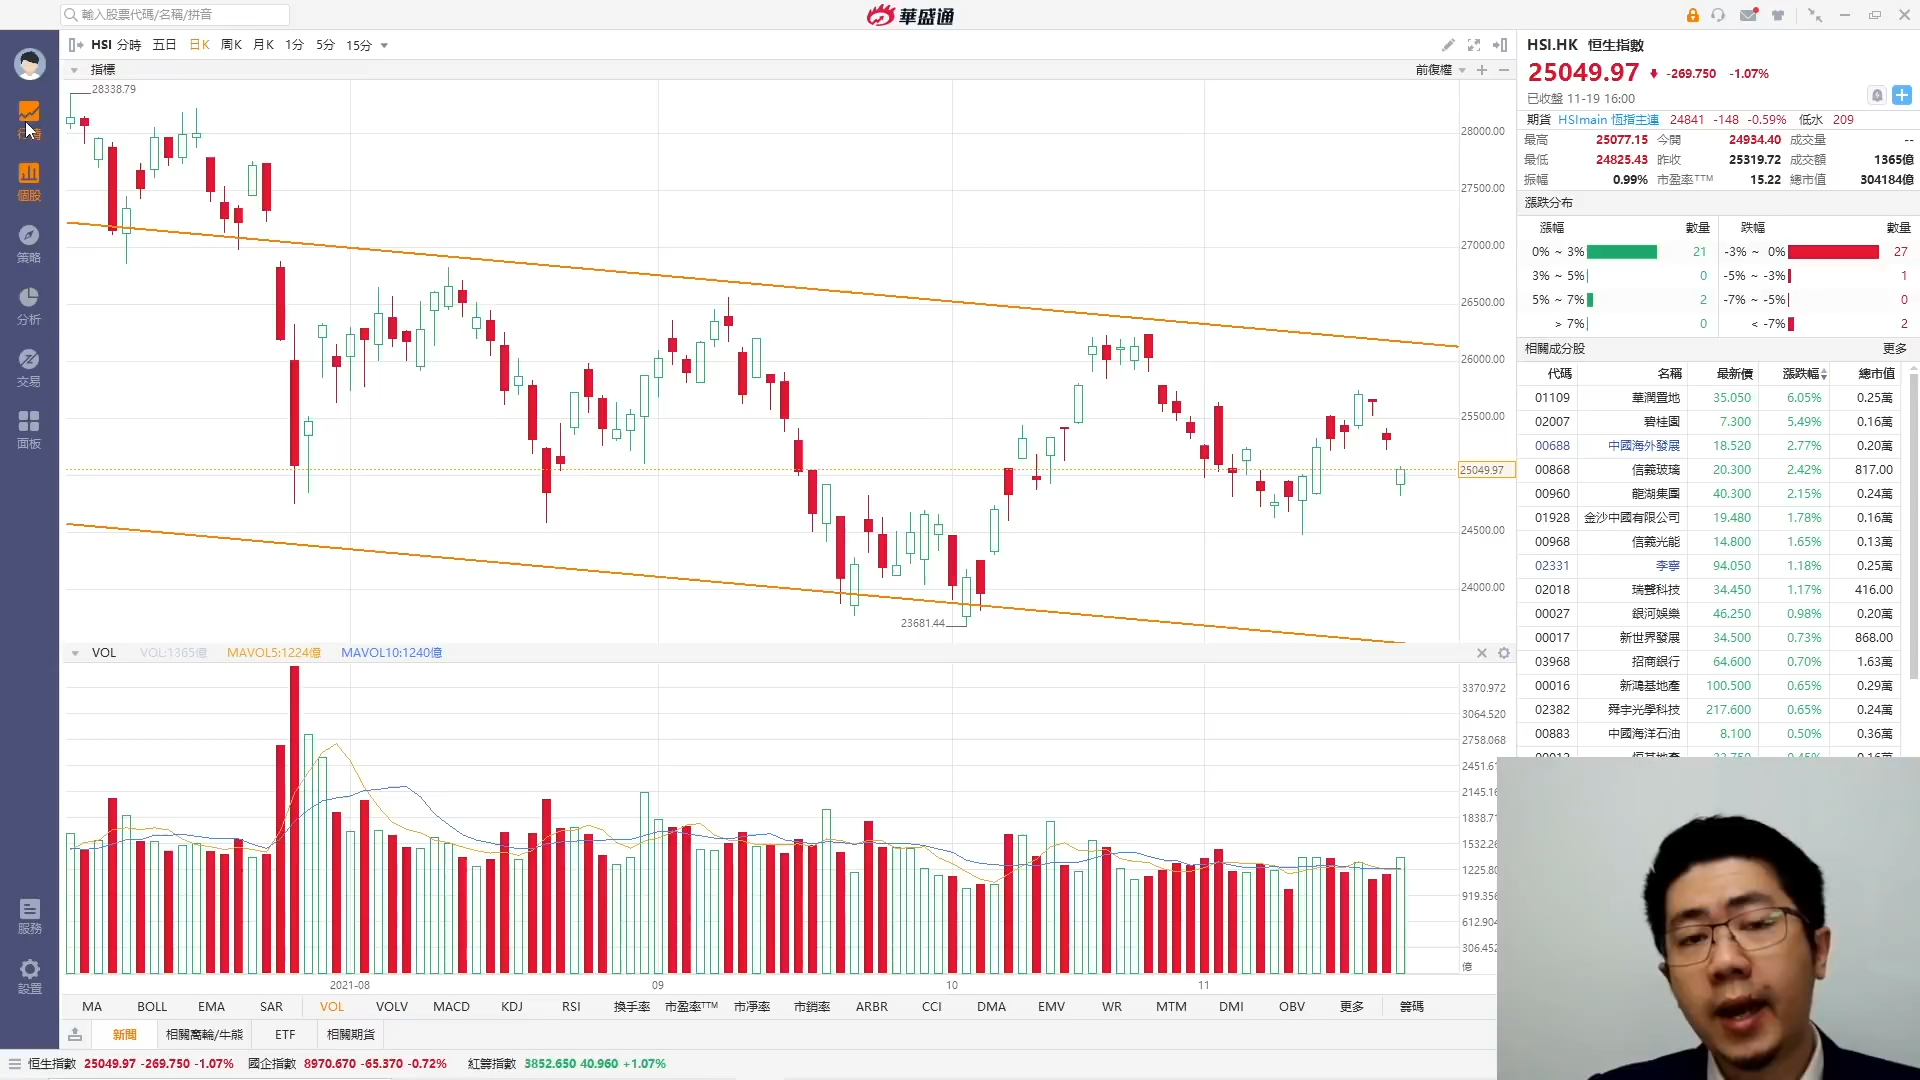 輸入股票代碼/名稱/拼音
華盛通
HSI 分時 五日 日K 周K 月K 1分 5分 15分
指標
前復權
28338.79
28000.00
27500.00
27000.00
26500.00
26000.00
25500.00
25049.97
24500.00
24000.00
23681.44
VOL VOL:1365億 MAVOL5:1224億 MAVOL10:1240億
3370.972
3064.520
2758.068
2451.61
2145.16
1838.71
1532.26
1225.80
919.356
612.904
306.452
億
2021-08 09 10 11
MA BOLL EMA SAR VOL VOLV MACD KDJ RSI 換手率 市盈率TTM 市凈率 市銷率 ARBR CCI DMA EMV WR MTM DMI OBV 更多 籌碼
新聞 相關窩輪/牛熊 ETF 相關期貨
恒生指數 25049.97 -269.750 -1.07% 國企指數 8970.670 -65.370 -0.72% 紅籌指數 3852.650 40.960 +1.07%
個股
策略
分析
交易
面板
服務
設置
HSI.HK 恒生指數
25049.97 -269.750 -1.07%
已收盤 11-19 16:00
期貨 HSImain 恆指主連 24841 -148 -0.59% 低水 209
最高 25077.15 今開 24934.40 成交量 --
最低 24825.43 昨收 25319.72 成交額 1365億
振幅 0.99% 市盈率TTM 15.22 總市值 304184億
漲跌分布
漲幅 數量 跌幅 數量
0% ~ 3% 21 -3% ~ 0% 27
3% ~ 5% 0 -5% ~ -3% 1
5% ~ 7% 2 -7% ~ -5% 0
> 7% 0 < -7% 2
相關成分股 更多
代碼 名稱 最新價 漲跌幅 總市值
01109 華潤置地 35.050 6.05% 0.25萬
02007 碧桂園 7.300 5.49% 0.16萬
00688 中國海外發展 18.520 2.77% 0.20萬
00868 信義玻璃 20.300 2.42% 817.00
00960 龍湖集團 40.300 2.15% 0.24萬
01928 金沙中國有限公司 19.480 1.78% 0.16萬
00968 信義光能 14.800 1.65% 0.13萬
02331 李寧 94.050 1.18% 0.25萬
02018 瑞聲科技 34.450 1.17% 416.00
00027 銀河娛樂 46.250 0.98% 0.20萬
00017 新世界發展 34.500 0.73% 868.00
03968 招商銀行 64.600 0.70% 1.63萬
00016 新鴻基地產 100.500 0.65% 0.29萬
02382 舜宇光學科技 217.600 0.65% 0.24萬
00883 中國海洋石油 8.100 0.50% 0.36萬